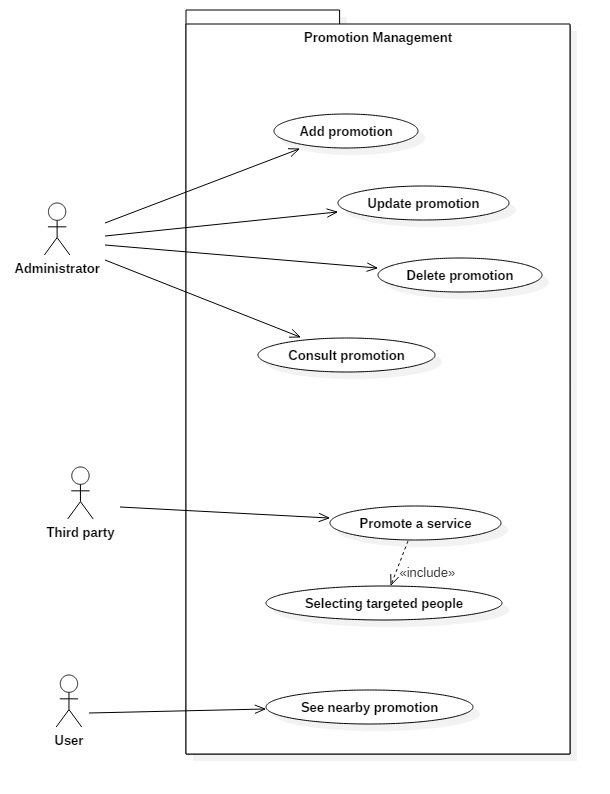 Promotion Management
Add promotion
Update promotion
Administrator
Delete promotion
Consult promotion
Third party
Promote a service
«include»
Selecting targeted people
See nearby promotion
User